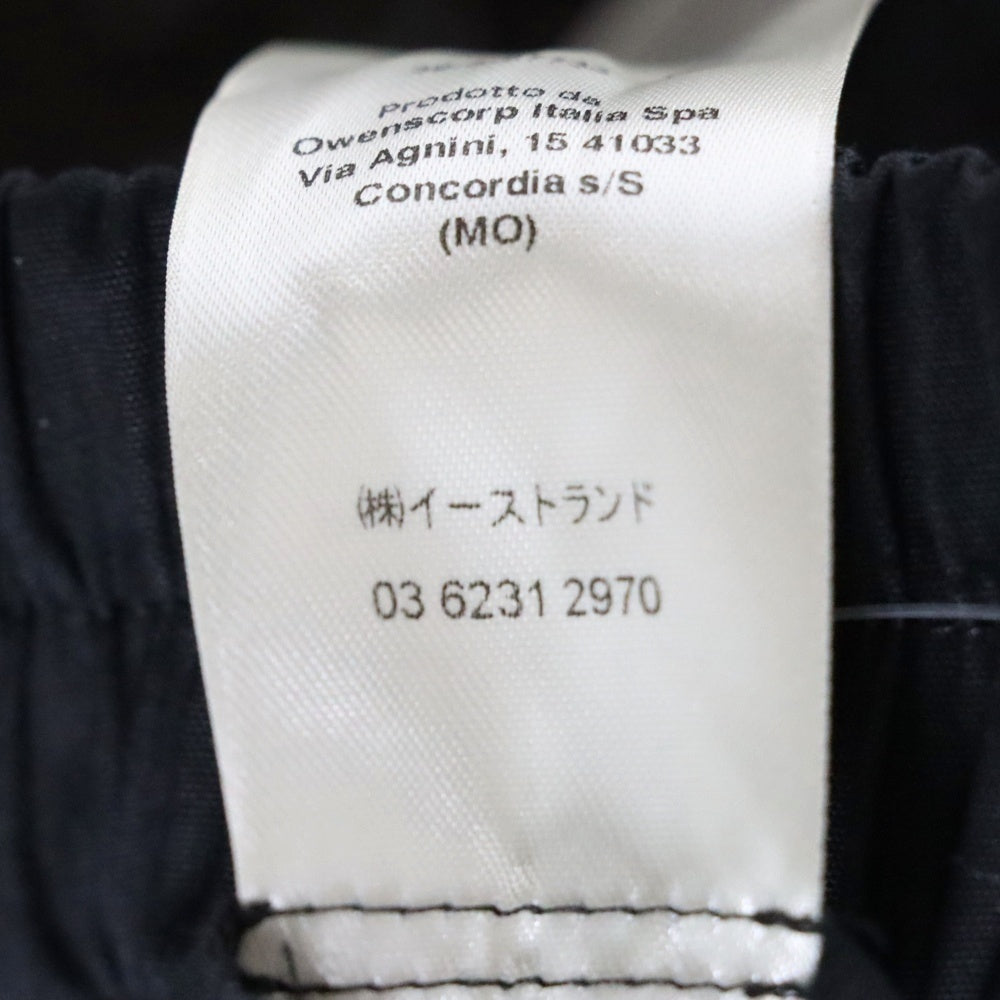 Prodotto da
Owenscorp Italia Spa
Via Agnini, 15 41033
Concordia s/S
(MO)
㈱イーストランド
03 6231 2970